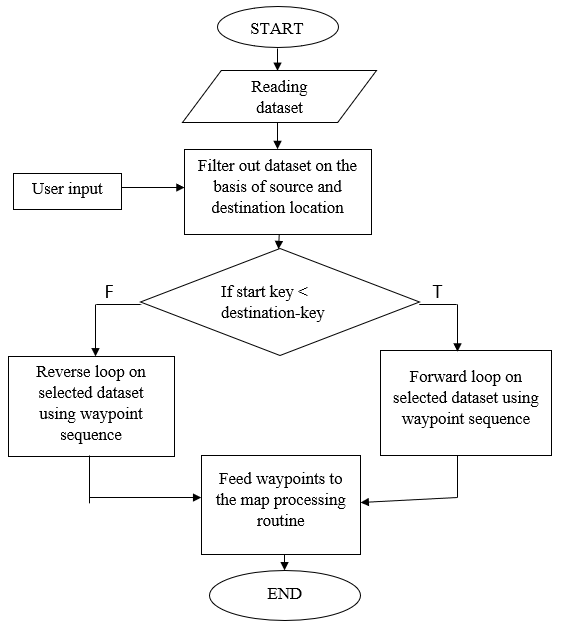 START
Reading
dataset
Filter out dataset on the
basis of source and
destination location
User input
If start key <
destination-key
F
T
Reverse loop on
selected dataset
using waypoint
sequence
Forward loop on
selected dataset using
waypoint sequence
Feed waypoints to
the map processing
routine
END